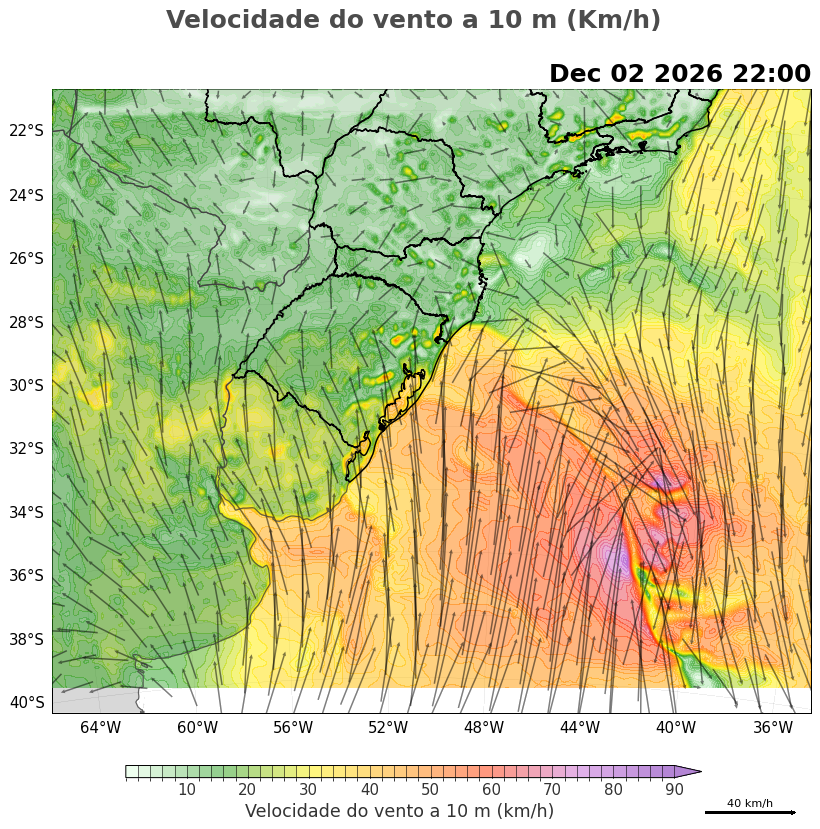 Velocidade do vento a 10 m (Km/h)
Dec 02 2026 22:00
22°S
24°S
26°S
28°S
30°S
32°S
34°S
36°S
38°S
40°S
64°W 60°W 56°W 52°W 48°W 44°W 40°W 36°W
10 20 30 40 50 60 70 80 90
Velocidade do vento a 10 m (km/h)
40 km/h